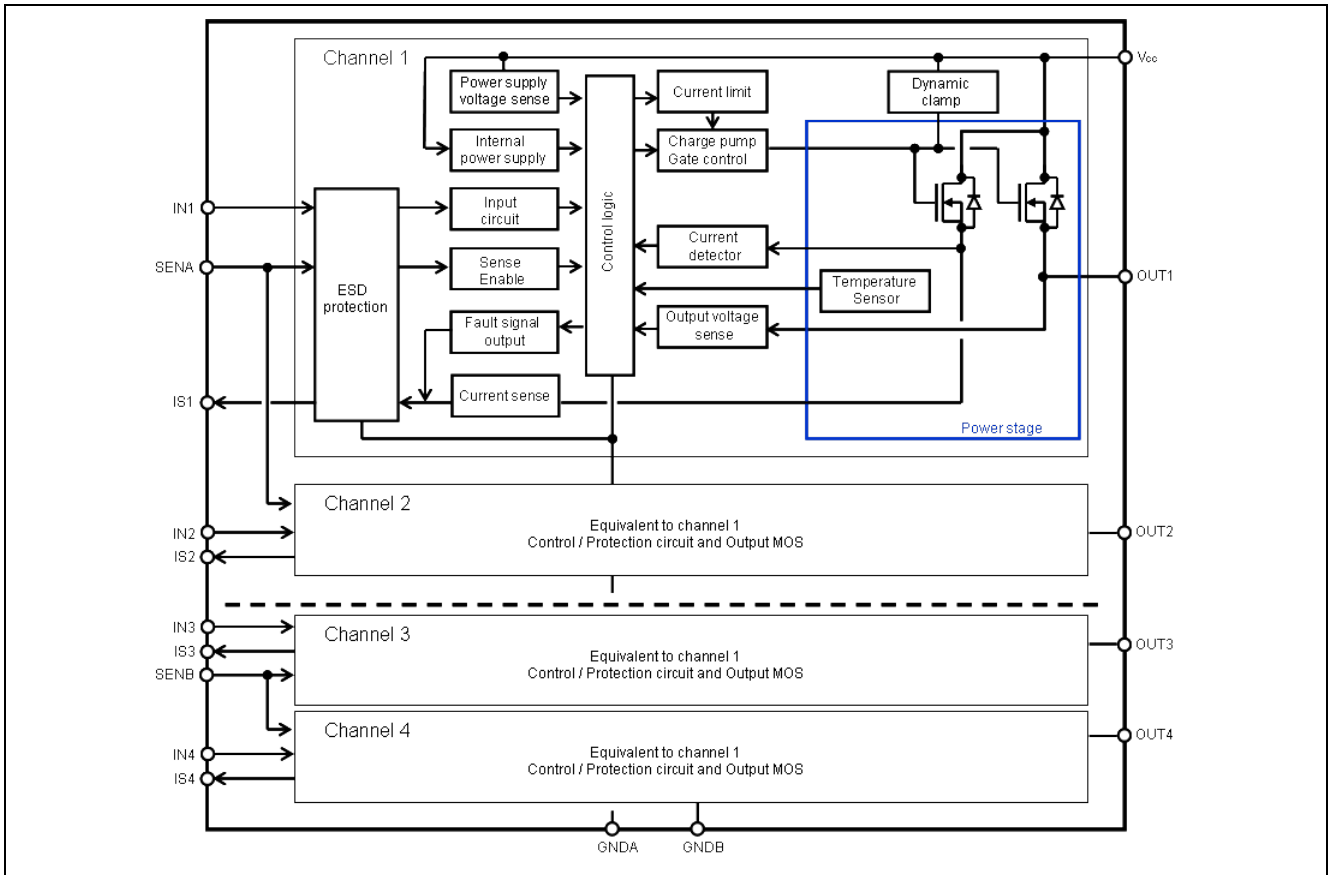 Channel 1
Vcc
Power supply
voltage sense
Current limit
Dynamic
clamp
Internal
power supply
Charge pump
Gate control
IN1
Input
circuit
Control logic
SENA
ESD
protection
Sense
Enable
Current
detector
Temperature
Sensor
OUT1
Fault signal
output
Output voltage
sense
IS1
Current sense
Power stage
Channel 2
Equivalent to channel 1
Control / Protection circuit and Output MOS
IN2
IS2
OUT2
IN3
IS3
SENB
Channel 3
Equivalent to channel 1
Control / Protection circuit and Output MOS
OUT3
Channel 4
Equivalent to channel 1
Control / Protection circuit and Output MOS
IN4
IS4
OUT4
GNDA
GNDB